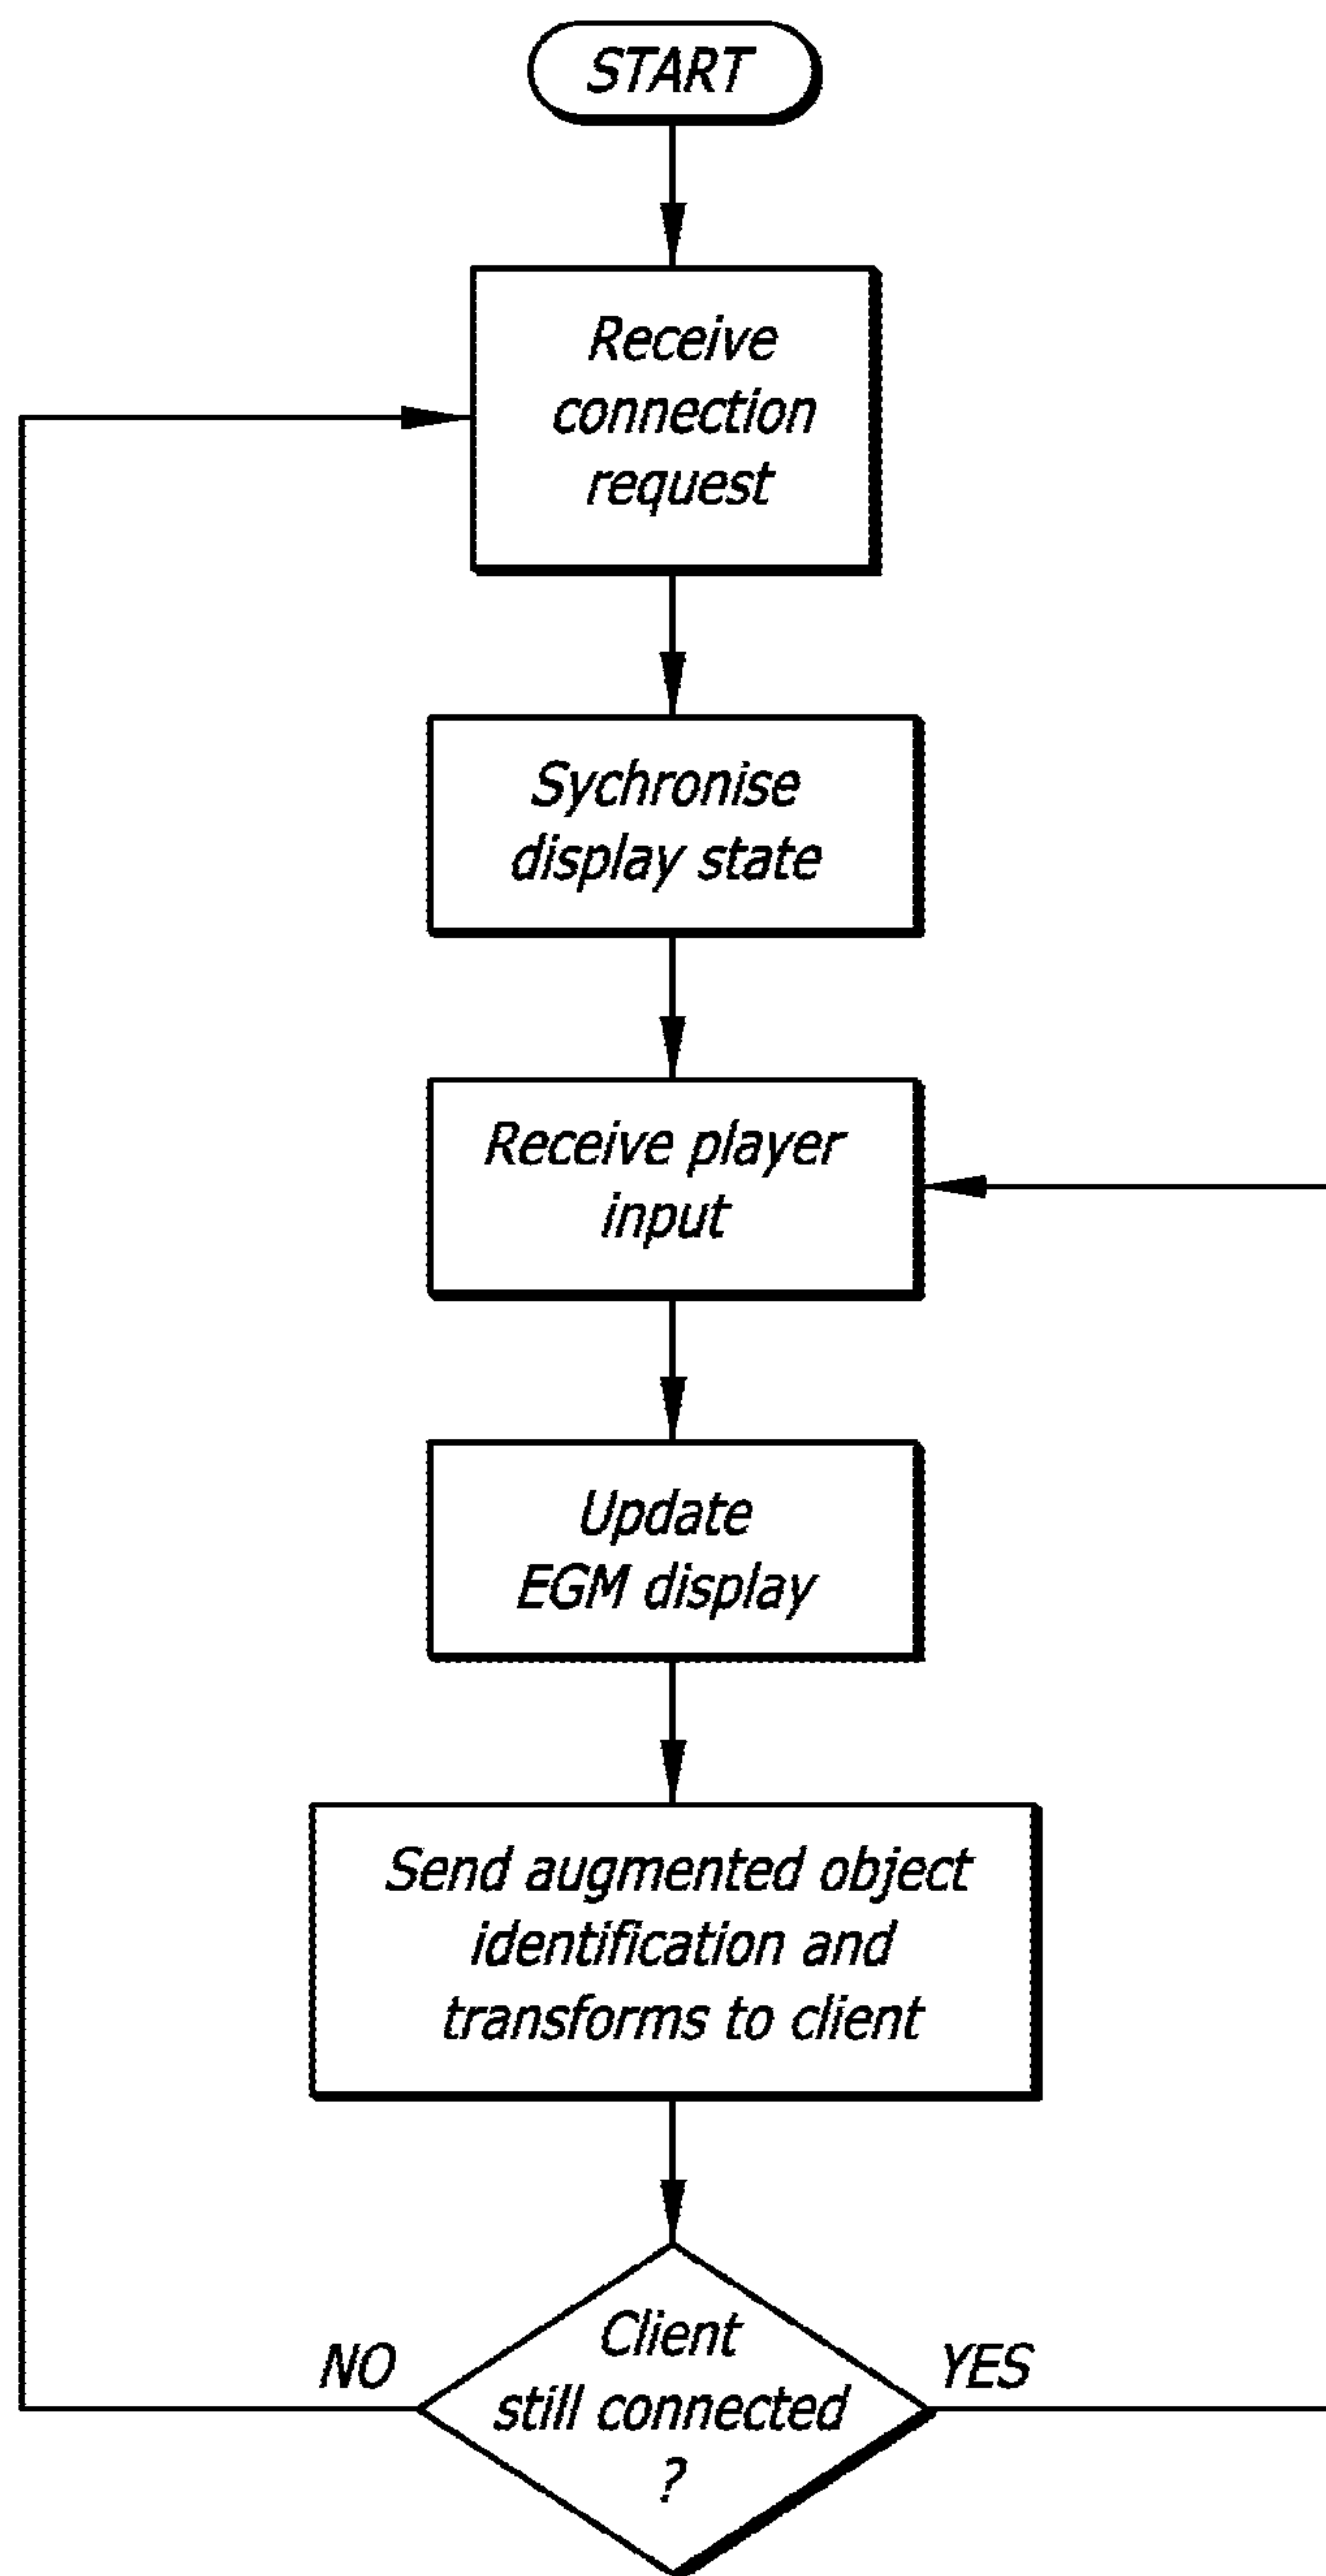 START
Receive
connection
request
Sychronise
display state
Receive player
input
Update
EGM display
Send augmented object
identification and
transforms to client
Client
still connected
?
NO
YES